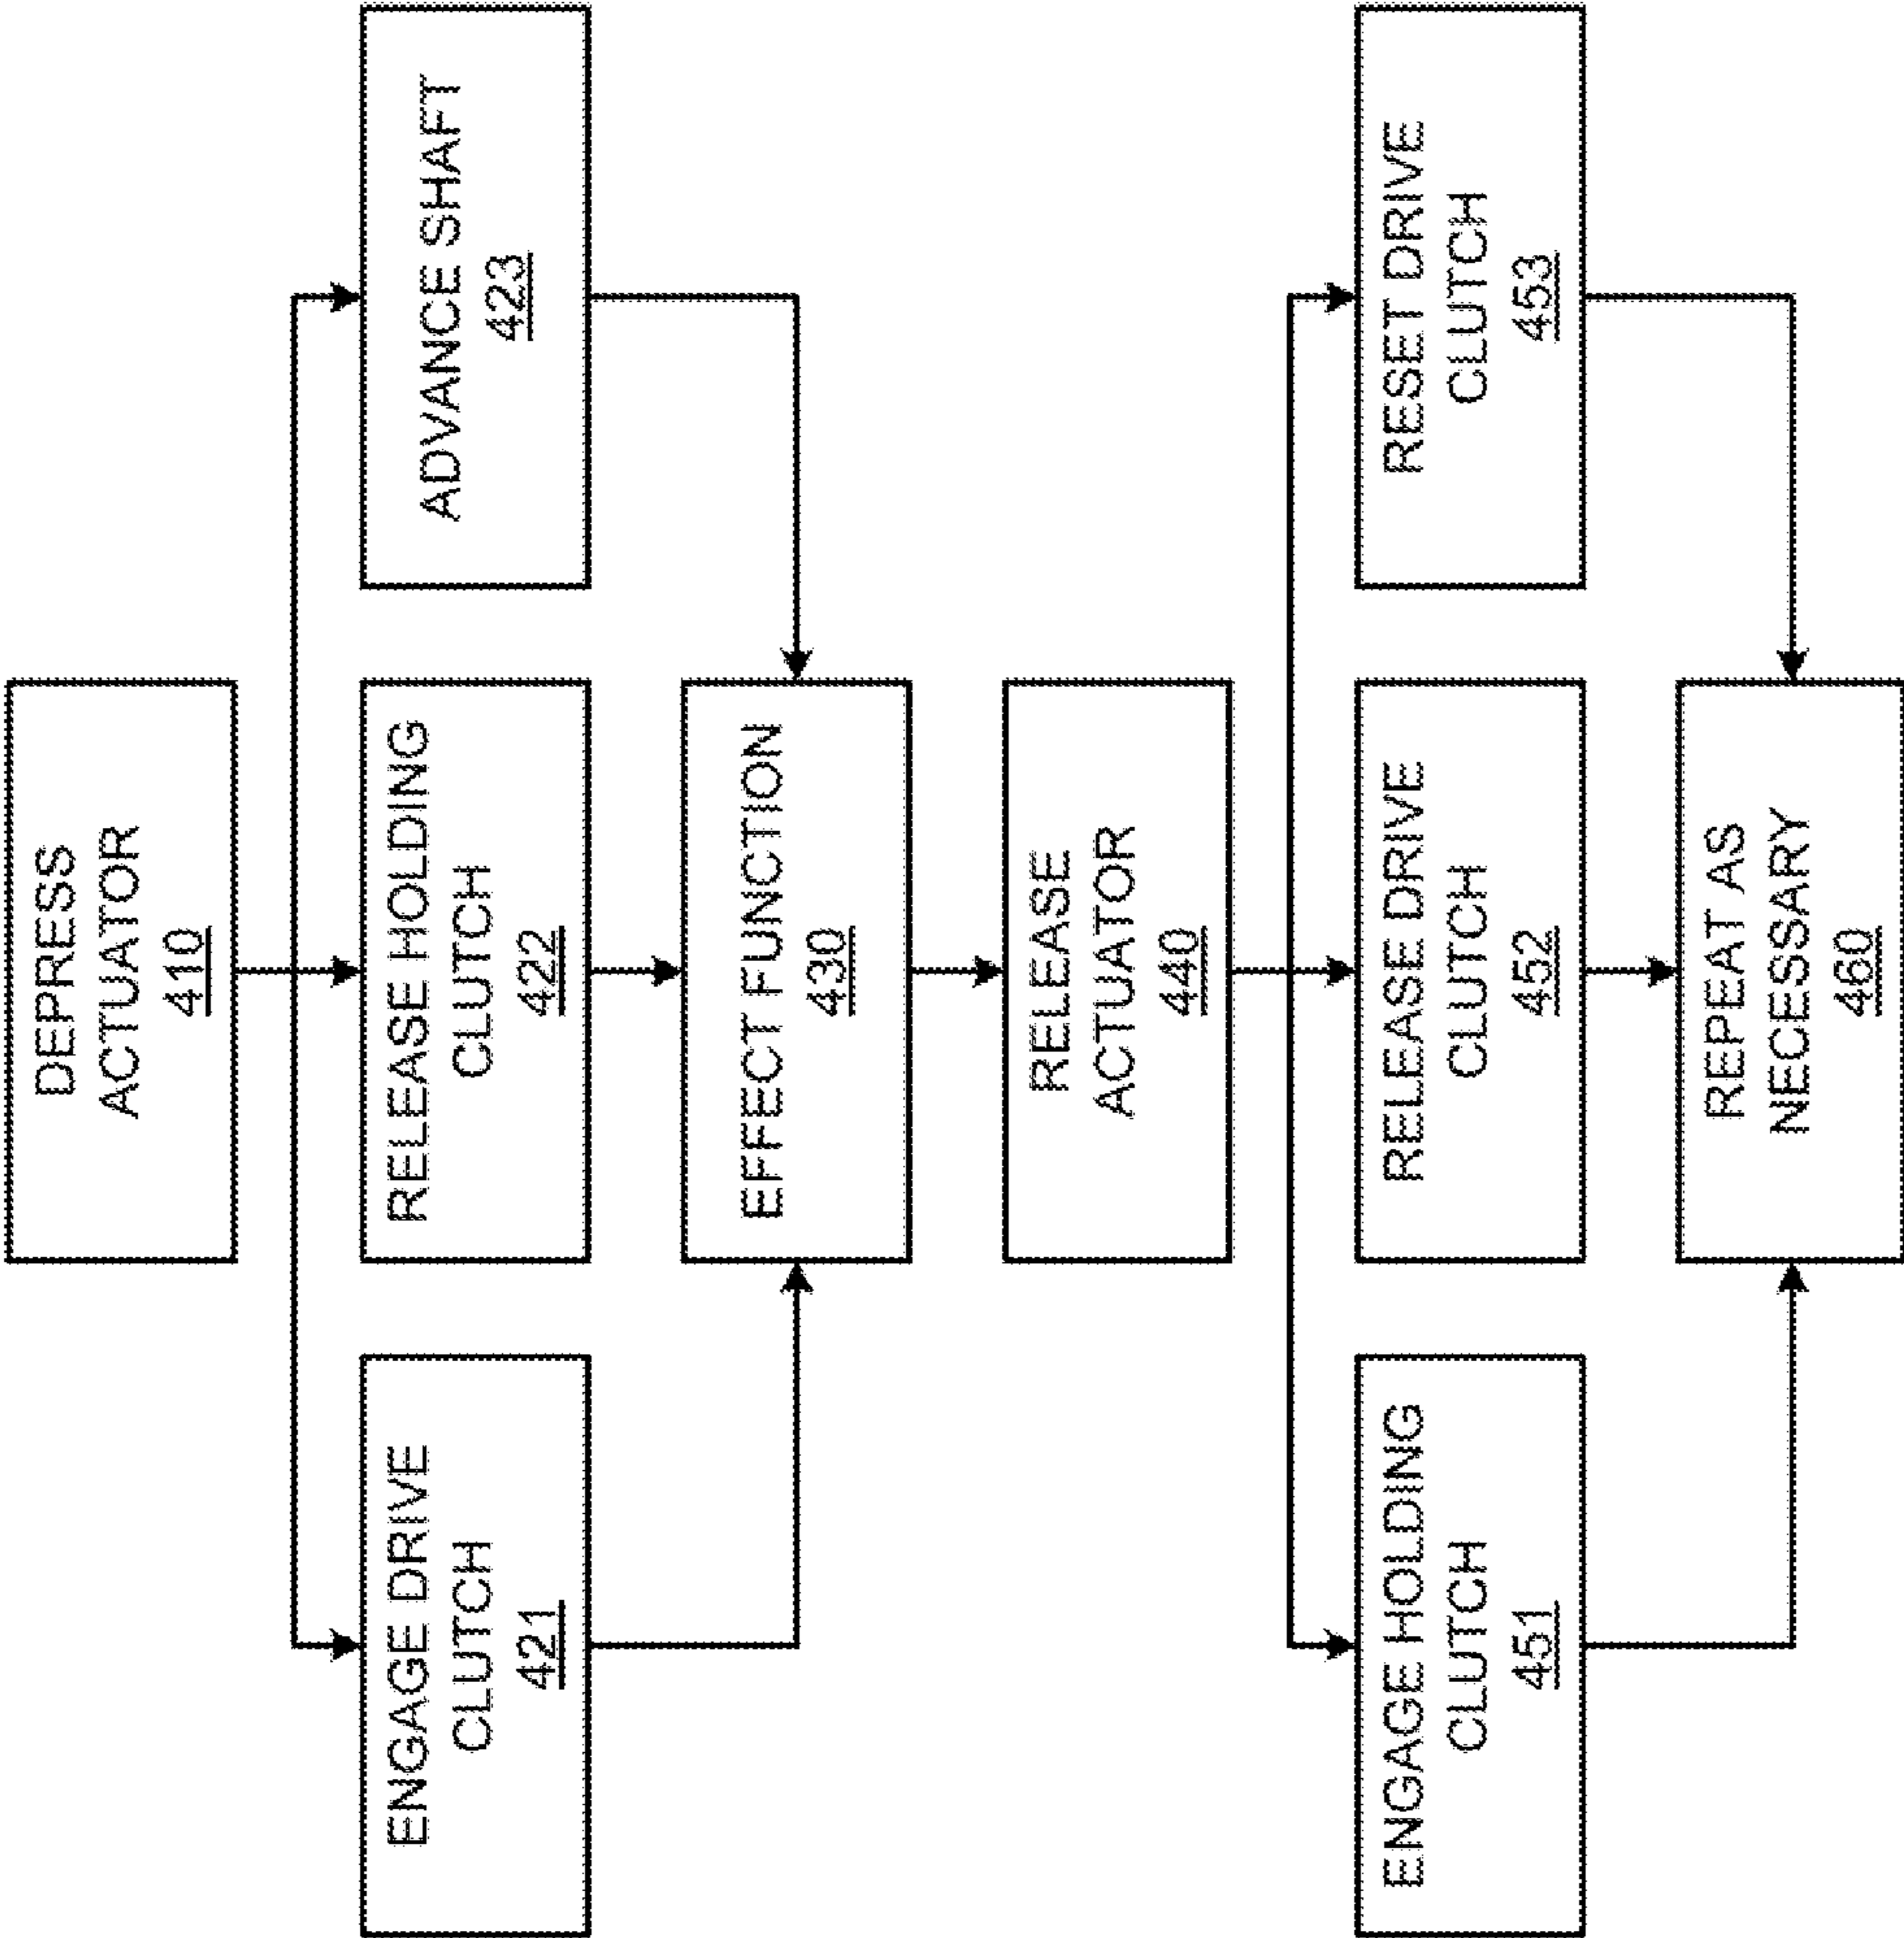 DEPRESS
ACTUATOR
410
ENGAGE DRIVE
CLUTCH
421
RELEASE HOLDING
CLUTCH
422
ADVANCE SHAFT
423
EFFECT FUNCTION
430
RELEASE
ACTUATOR
440
ENGAGE HOLDING
CLUTCH
451
RELEASE DRIVE
CLUTCH
452
RESET DRIVE
CLUTCH
453
REPEAT AS
NECESSARY
460